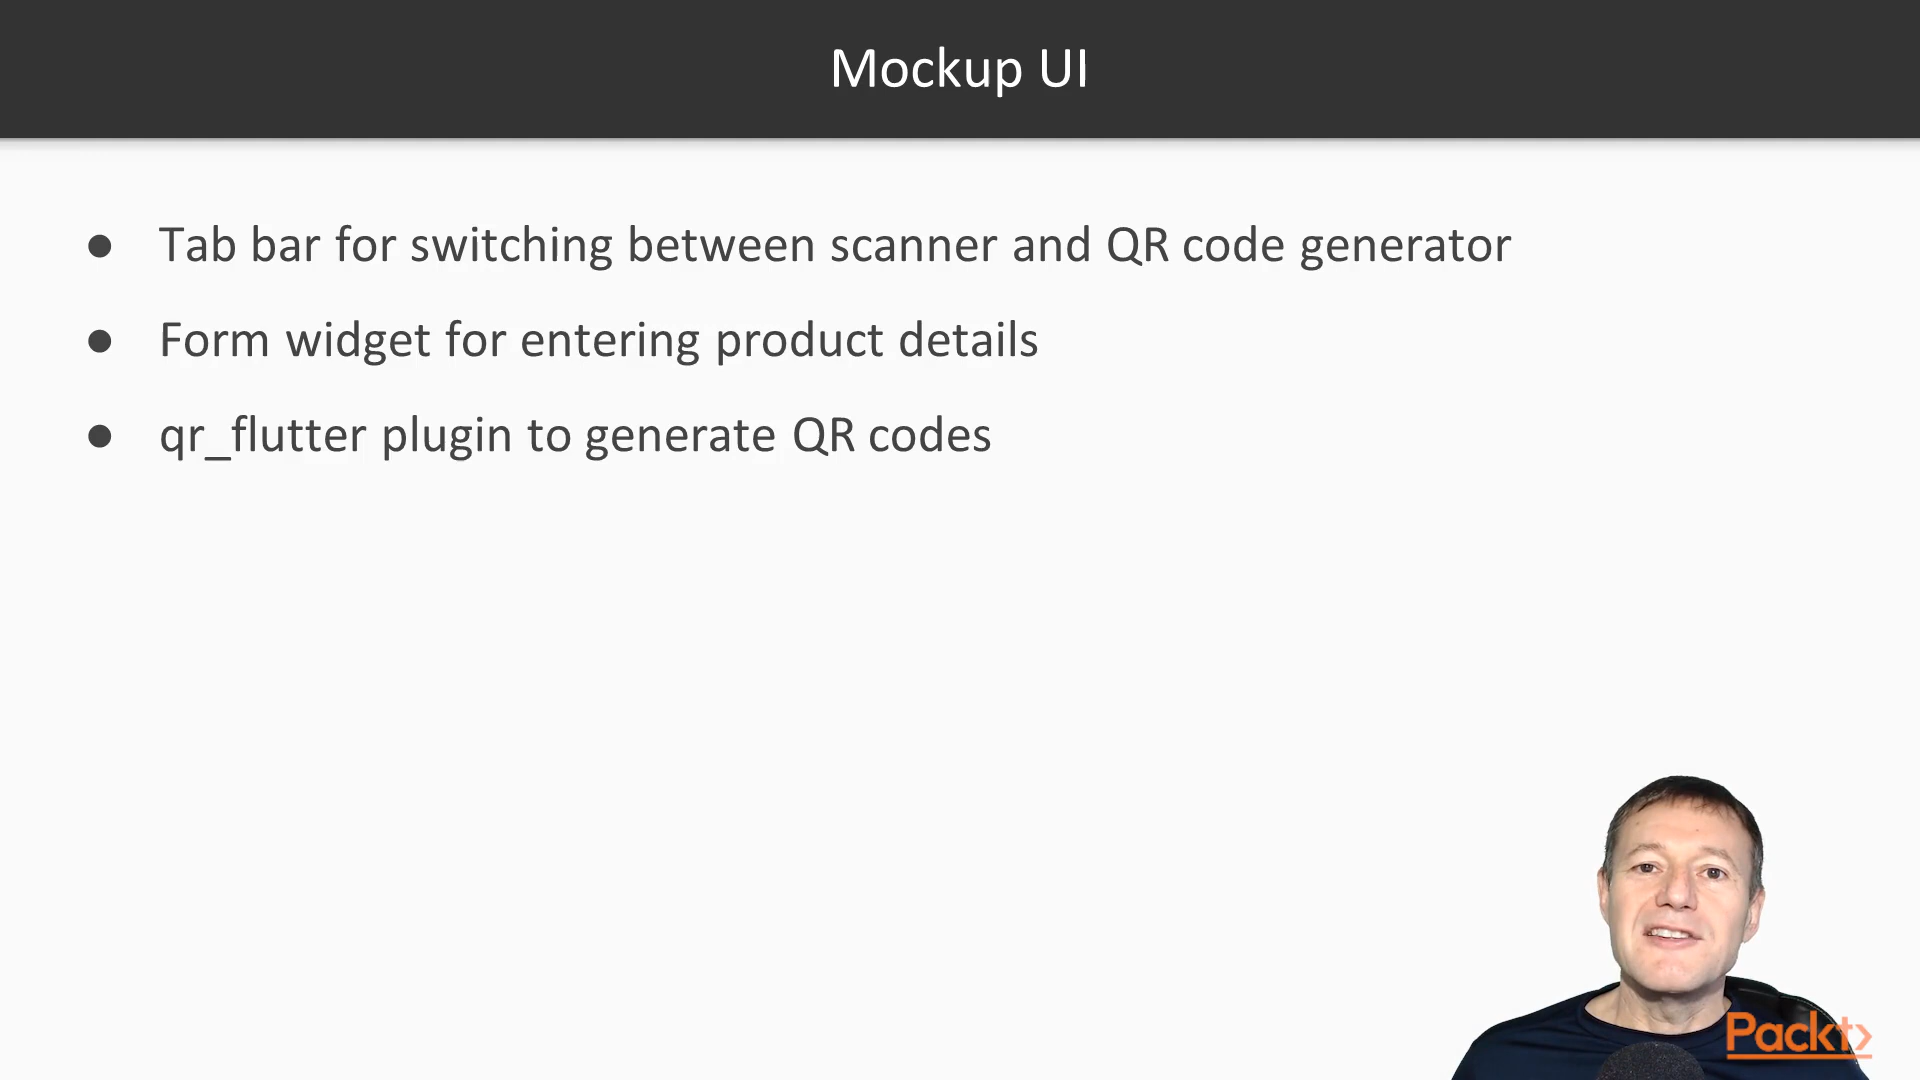 Mockup UI
● Tab bar for switching between scanner and QR code generator
● Form widget for entering product details
● qr_flutter plugin to generate QR codes
Packt>